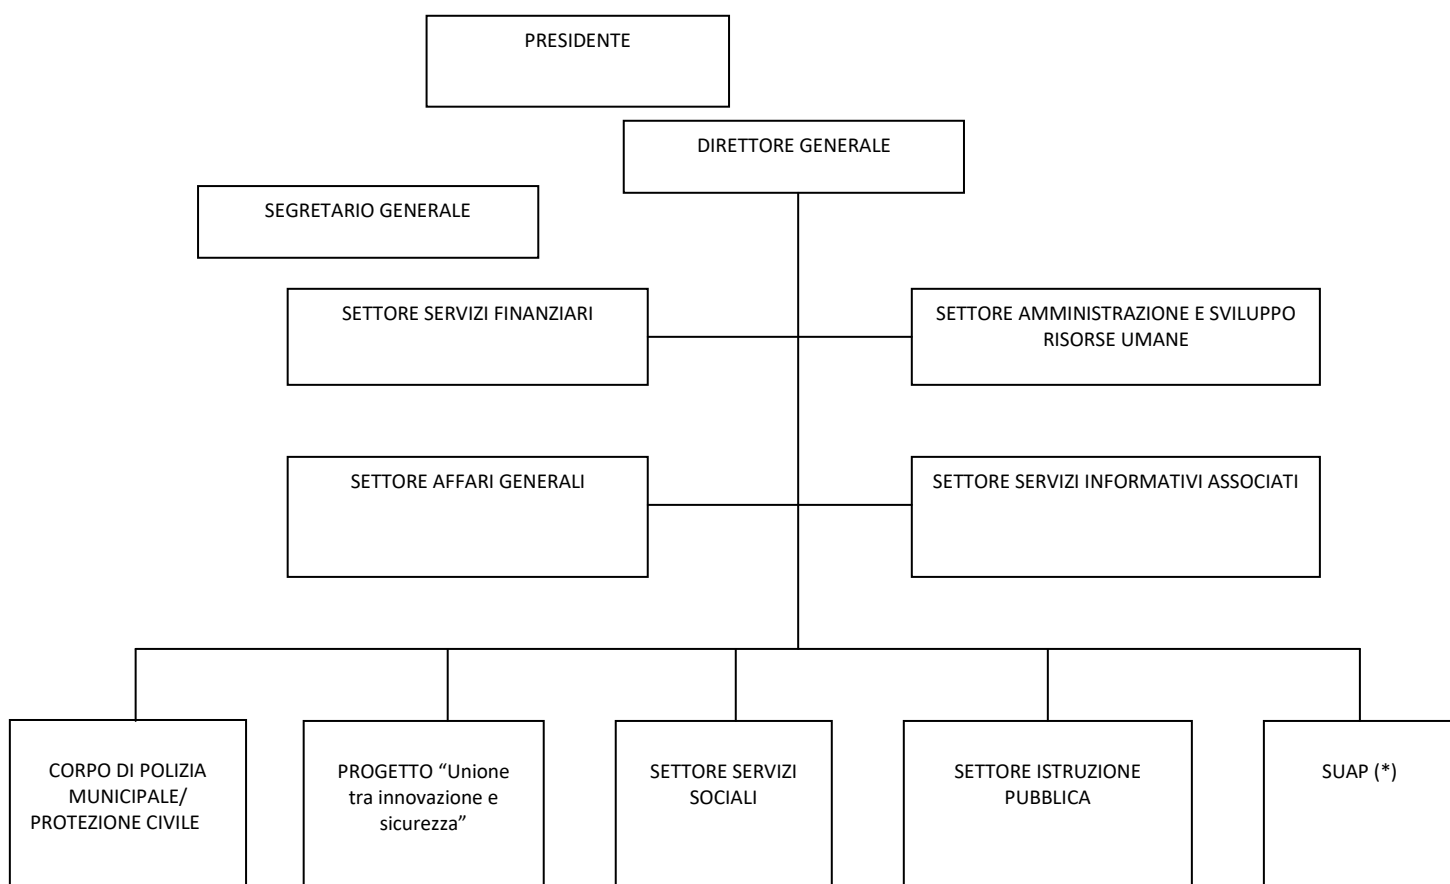 PRESIDENTE
DIRETTORE GENERALE
SEGRETARIO GENERALE
SETTORE SERVIZI FINANZIARI
SETTORE AMMINISTRAZIONE E SVILUPPO
RISORSE UMANE
SETTORE AFFARI GENERALI
SETTORE SERVIZI INFORMATIVI ASSOCIATI
CORPO DI POLIZIA
MUNICIPALE/
PROTEZIONE CIVILE
PROGETTO “Unione
tra innovazione e
sicurezza”
SETTORE SERVIZI
SOCIALI
SETTORE ISTRUZIONE
PUBBLICA
SUAP (*)